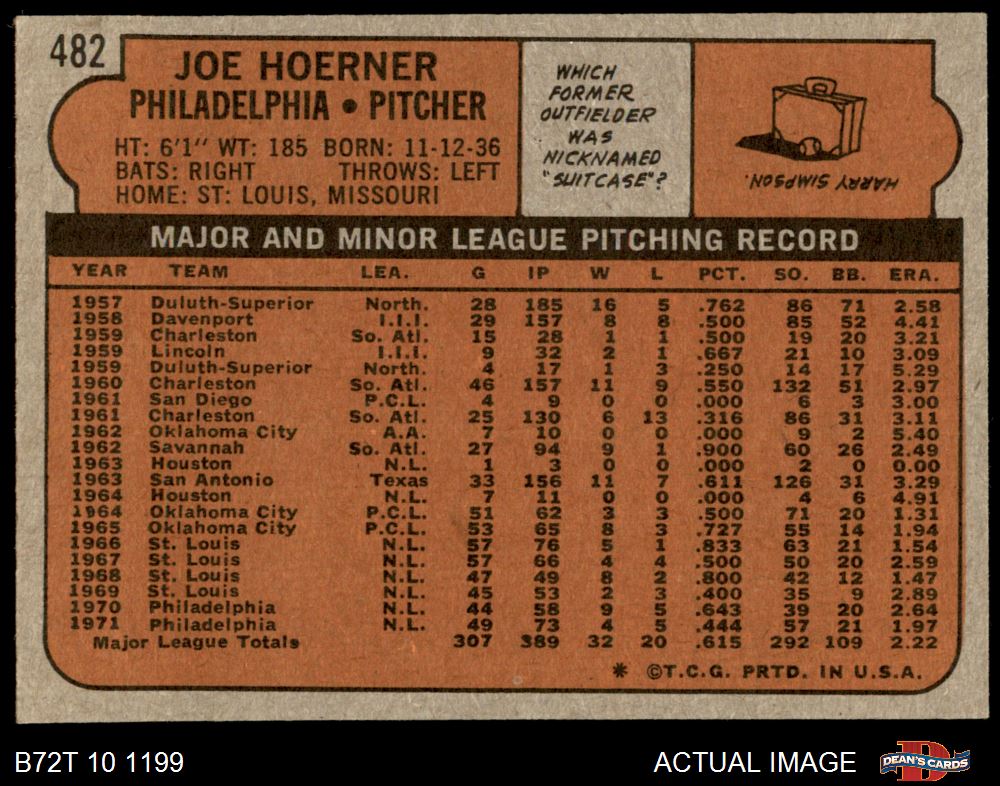 482
JOE HOERNER
PHILADELPHIA • PITCHER
HT: 6'1" WT: 185 BORN: 11-12-36
BATS: RIGHT THROWS: LEFT
HOME: ST: LOUIS, MISSOURI
WHICH
FORMER
OUTFIELDER
WAS
NICKNAMED
"SUITCASE"?
HARRY SIMPSON.
MAJOR AND MINOR LEAGUE PITCHING RECORD
YEAR TEAM LEA. G IP W L PCT. SO. BB. ERA.
1957 Duluth-Superior North. 28 185 16 5 .762 86 71 2.58
1958 Davenport I.I.I. 29 157 8 8 .500 85 52 4.41
1959 Charleston So. Atl. 15 28 1 1 .500 19 20 3.21
1959 Lincoln I.I.I. 9 32 2 1 .667 21 10 3.09
1959 Duluth-Superior North. 4 17 1 3 .250 14 17 5.29
1960 Charleston So. Atl. 46 157 11 9 .550 132 51 2.97
1961 San Diego P.C.L. 4 9 0 0 .000 6 3 3.00
1961 Charleston So. Atl. 25 130 6 13 .316 86 31 3.11
1962 Oklahoma City A.A. 7 10 0 0 .000 9 2 5.40
1962 Savannah So. Atl. 27 94 9 1 .900 60 26 2.49
1963 Houston N.L. 1 3 0 0 .000 2 0 0.00
1963 San Antonio Texas 33 156 11 7 .611 126 31 3.29
1964 Houston N.L. 7 11 0 0 .000 4 6 4.91
1964 Oklahoma City P.C.L. 51 62 3 3 .500 71 20 1.31
1965 Oklahoma City P.C.L. 53 65 8 3 .727 55 14 1.94
1966 St. Louis N.L. 57 76 5 1 .833 63 21 1.54
1967 St. Louis N.L. 57 66 4 4 .500 50 20 2.59
1968 St. Louis N.L. 47 49 8 2 .800 42 12 1.47
1969 St. Louis N.L. 45 53 2 3 .400 35 9 2.89
1970 Philadelphia N.L. 44 58 9 5 .643 39 20 2.64
1971 Philadelphia N.L. 49 73 4 5 .444 57 21 1.97
Major League Totals 307 389 32 20 .615 292 109 2.22
* ©T.C.G. PRTD. IN U.S.A.
B72T 10 1199
ACTUAL IMAGE
D
DEAN'S CARDS